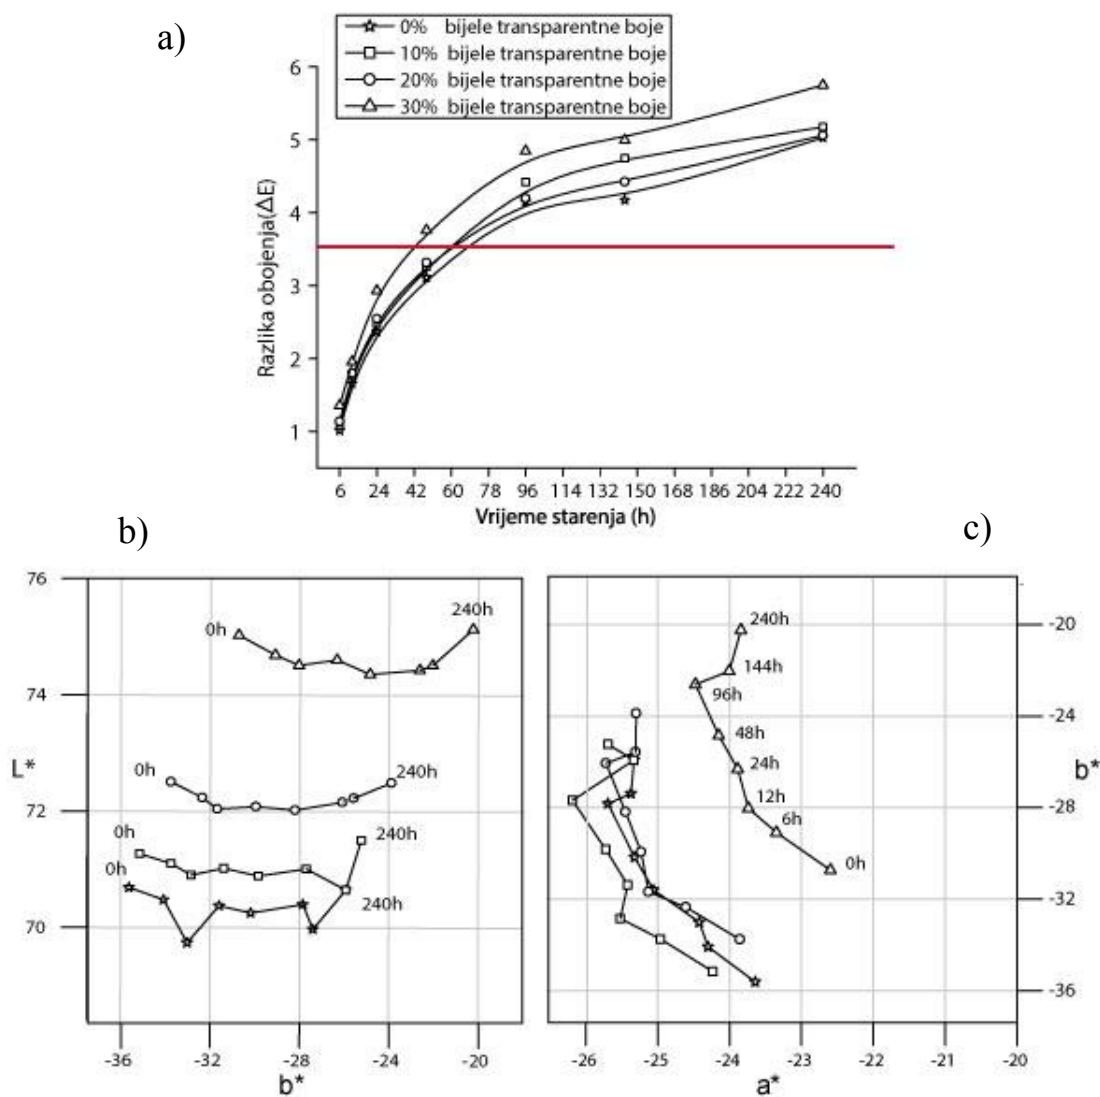 a)
0% bijele transparentne boje
10% bijele transparentne boje
20% bijele transparentne boje
30% bijele transparentne boje
6
5
4
3
2
1
Razlika obojenja(ΔE)
6 24 42 60 78 96 114 132 150 168 186 204 222 240
Vrijeme starenja (h)
b)
c)
76
74
72
70
L*
0h
240h
0h
240h
0h
240h
0h
240h
-36 -32 -28 -24 -20
b*
240h
144h
96h
48h
24h
12h
6h
0h
-20
-24
-28
-32
-36
b*
-26 -25 -24 -23 -22 -21 -20
a*